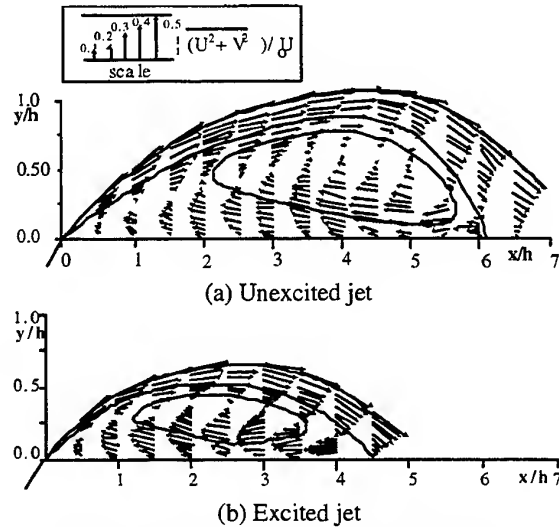 0.1 0.2 0.3 0.4 0.5
(U²+ V² )/ U₀
scale
1.0
y/h
0.50
0.0
0 1 2 3 4 5 6 x/h 7
(a) Unexcited jet
1.0
y/h
0.5
0.0
1 2 3 4 5 x/h 7
(b) Excited jet